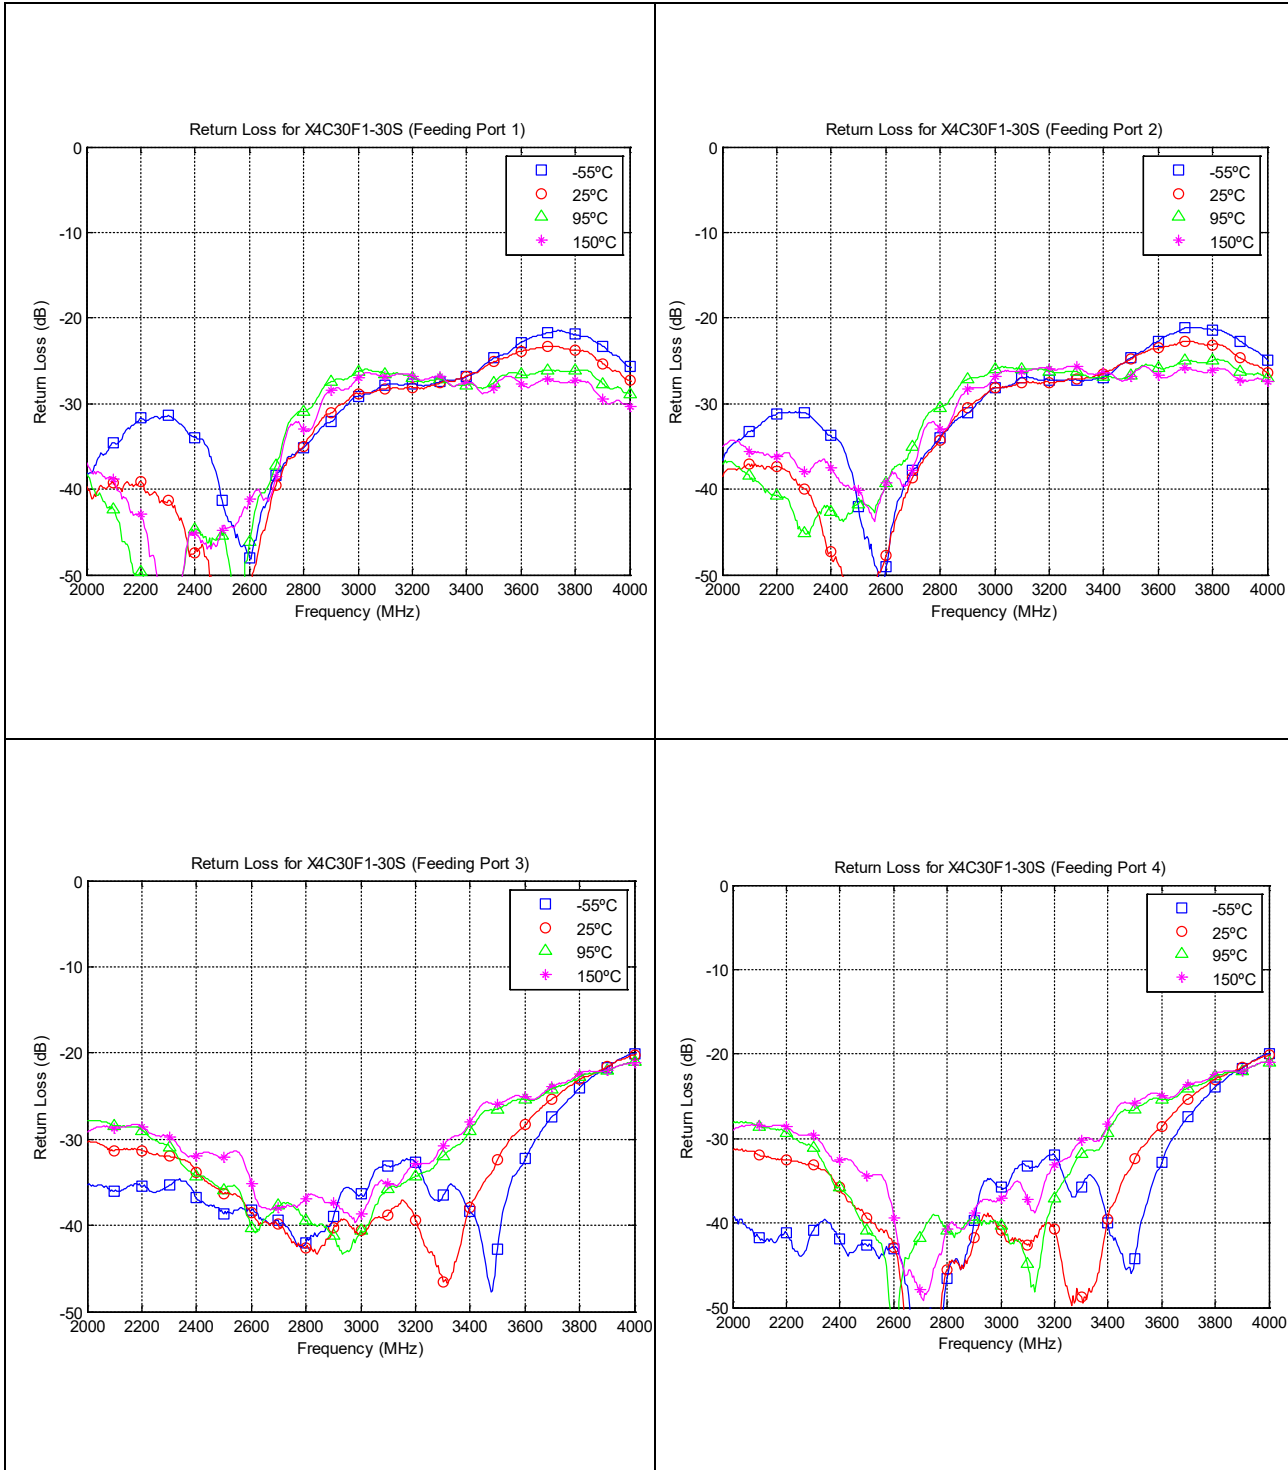 Return Loss for X4C30F1-30S (Feeding Port 1)
0
-10
-20
-30
-40
-50
Return Loss (dB)
2000 2200 2400 2600 2800 3000 3200 3400 3600 3800 4000
Frequency (MHz)
-55ºC
25ºC
95ºC
150ºC
Return Loss for X4C30F1-30S (Feeding Port 2)
0
-10
-20
-30
-40
-50
Return Loss (dB)
2000 2200 2400 2600 2800 3000 3200 3400 3600 3800 4000
Frequency (MHz)
-55ºC
25ºC
95ºC
150ºC
Return Loss for X4C30F1-30S (Feeding Port 3)
0
-10
-20
-30
-40
-50
Return Loss (dB)
2000 2200 2400 2600 2800 3000 3200 3400 3600 3800 4000
Frequency (MHz)
-55ºC
25ºC
95ºC
150ºC
Return Loss for X4C30F1-30S (Feeding Port 4)
0
-10
-20
-30
-40
-50
Return Loss (dB)
2000 2200 2400 2600 2800 3000 3200 3400 3600 3800 4000
Frequency (MHz)
-55ºC
25ºC
95ºC
150ºC